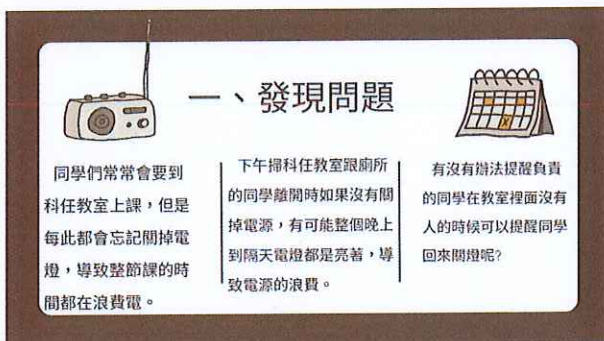 一、發現問題
同學們常常會要到
科任教室上課，但是
每此都會忘記關掉電
燈，導致整節課的時
間都在浪費電。
下午掃科任教室跟廁所
的同學離開時如果沒有關
掉電源，有可能整個晚上
到隔天電燈都是亮著，導
致電源的浪費。
有沒有辦法提醒負責
的同學在教室裡面沒有
人的時候可以提醒同學
回來關燈呢?